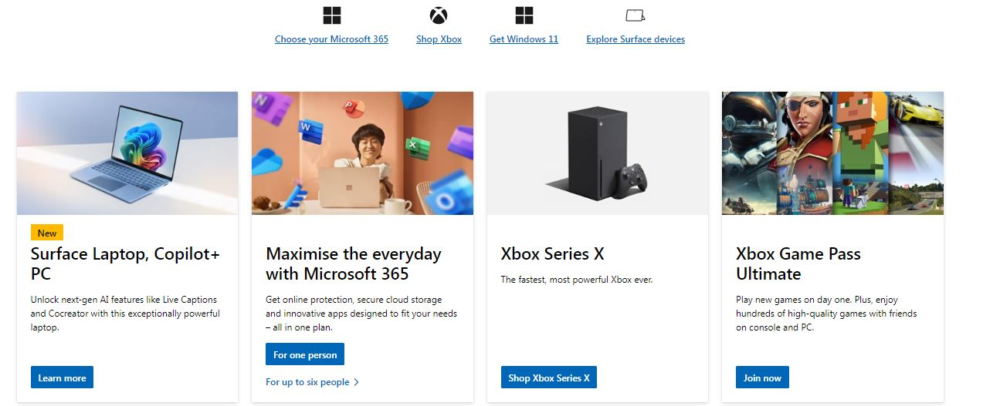 Choose your Microsoft 365
Shop Xbox
Get Windows 11
Explore Surface devices
N
P
W
X
O
New
Surface Laptop, Copilot+
PC
Unlock next-gen AI features like Live Captions
and Cocreator with this exceptionally powerful
laptop.
Learn more
Maximise the everyday
with Microsoft 365
Get online protection, secure cloud storage
and innovative apps designed to fit your needs
– all in one plan.
For one person
For up to six people
Xbox Series X
The fastest, most powerful Xbox ever.
Shop Xbox Series X
Xbox Game Pass
Ultimate
Play new games on day one. Plus, enjoy
hundreds of high-quality games with friends
on console and PC.
Join now